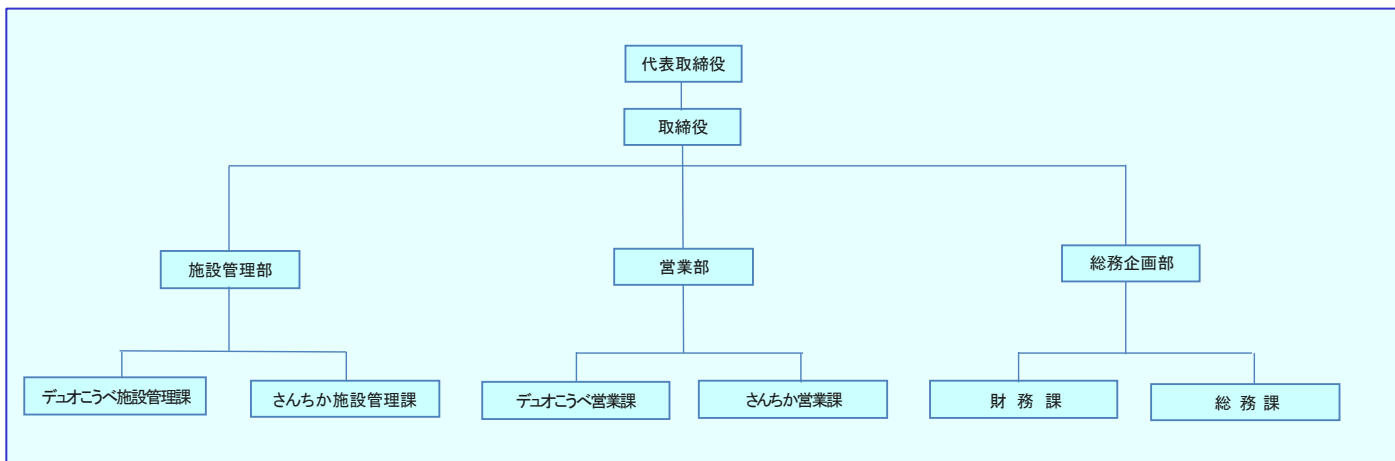 代表取締役
取締役
施設管理部
営業部
総務企画部
デュオこうべ施設管理課
さんちか施設管理課
デュオこうべ営業課
さんちか営業課
財 務 課
総 務 課